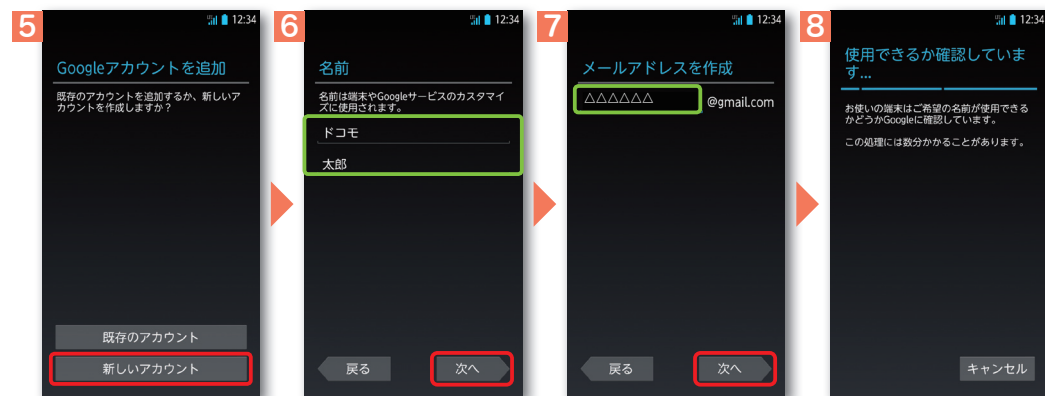 5
12:34
Googleアカウントを追加
既存のアカウントを追加するか、新しいア
カウントを作成しますか？
既存のアカウント
新しいアカウント
6
12:34
名前
名前は端末やGoogleサービスのカスタマイ
ズに使用されます。
ドコモ
太郎
戻る
次へ
7
12:34
メールアドレスを作成
△△△△△△
@gmail.com
戻る
次へ
8
12:34
使用できるか確認していま
す...
お使いの端末はご希望の名前が使用できる
かどうかGoogleに確認しています。
この処理には数分かかることがあります。
キャンセル